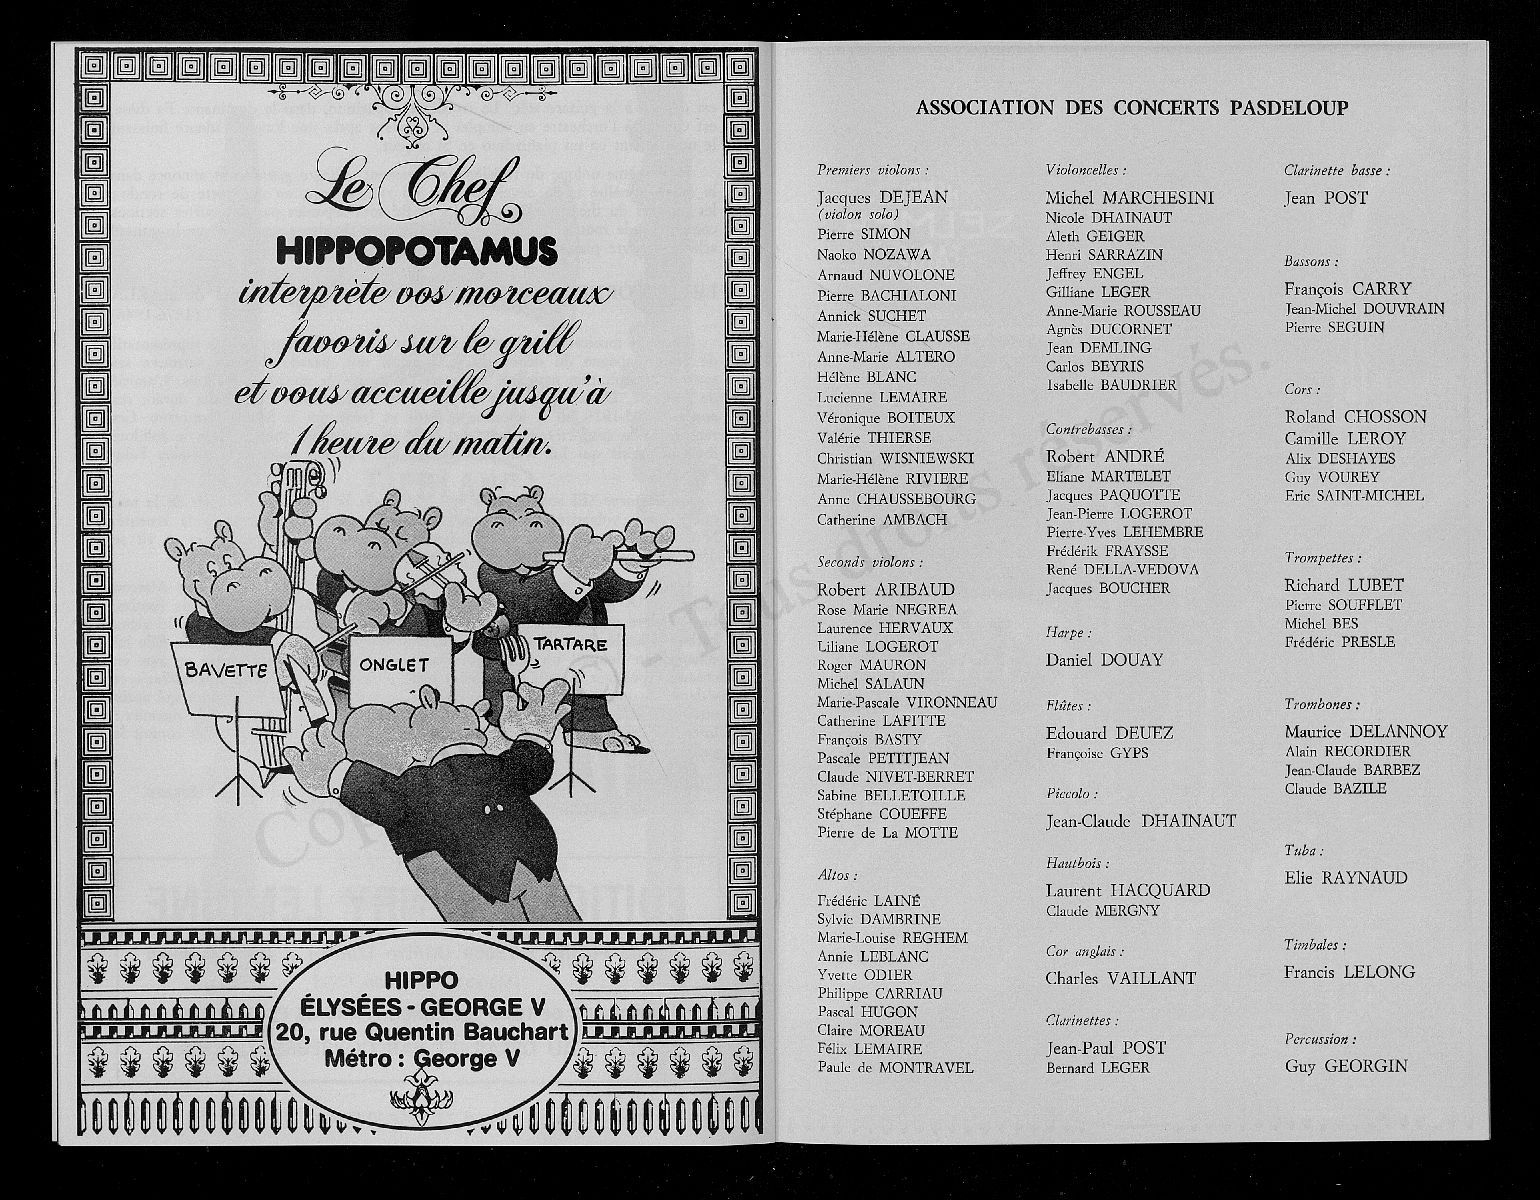 Le Chef
HIPPOPOTAMUS
interprète vos morceaux
favoris sur le grill
et vous accueille jusqu'à
1 heure du matin.
BAVETTE
ONGLET
TARTARE
HIPPO
ÉLYSÉES - GEORGE V
20, rue Quentin Bauchart
Métro : George V
ASSOCIATION DES CONCERTS PASDELOUP
Premiers violons :
Jacques DEJEAN
(violon solo)
Pierre SIMON
Naoko NOZAWA
Arnaud NUVOLONE
Pierre BACHIALONI
Annick SUCHET
Marie-Hélène CLAUSSE
Anne-Marie ALTERO
Hélène BLANC
Lucienne LEMAIRE
Véronique BOITEUX
Valérie THIERSE
Christian WISNIEWSKI
Marie-Hélène RIVIERE
Anne CHAUSSEBOURG
Catherine AMBACH
Seconds violons :
Robert ARIBAUD
Rose Marie NEGREA
Laurence HERVAUX
Liliane LOGEROT
Roger MAURON
Michel SALAUN
Marie-Pascale VIRONNEAU
Catherine LAFITTE
François BASTY
Pascale PETITJEAN
Claude NIVET-BERRET
Sabine BELLETOILLE
Stéphane COUEFFE
Pierre de La MOTTE
Altos :
Frédéric LAINÉ
Sylvie DAMBRINE
Marie-Louise REGHEM
Annie LEBLANC
Yvette ODIER
Philippe CARRIAU
Pascal HUGON
Claire MOREAU
Félix LEMAIRE
Paule de MONTRAVEL
Violoncelles :
Michel MARCHESINI
Nicole DHAINAUT
Aleth GEIGER
Henri SARRAZIN
Jeffrey ENGEL
Gilliane LEGER
Anne-Marie ROUSSEAU
Agnès DUCORNET
Jean DEMLING
Carlos BEYRIS
Isabelle BAUDRIER
Contrebasses :
Robert ANDRÉ
Eliane MARTELET
Jacques PAQUOTTE
Jean-Pierre LOGEROT
Pierre-Yves LEHEMBRE
Frédérik FRAYSSE
René DELLA-VEDOVA
Jacques BOUCHER
Harpe :
Daniel DOUAY
Flûtes :
Edouard DEUEZ
Françoise GYPS
Piccolo :
Jean-Claude DHAINAUT
Hautbois :
Laurent HACQUARD
Claude MERGNY
Cor anglais :
Charles VAILLANT
Clarinettes :
Jean-Paul POST
Bernard LEGER
Clarinette basse :
Jean POST
Bassons :
François CARRY
Jean-Michel DOUVRAIN
Pierre SEGUIN
Cors :
Roland CHOSSON
Camille LEROY
Alix DESHAYES
Guy VOUREY
Eric SAINT-MICHEL
Trompettes :
Richard LUBET
Pierre SOUFFLET
Michel BES
Frédéric PRESLE
Trombones :
Maurice DELANNOY
Alain RECORDIER
Jean-Claude BARBEZ
Claude BAZILE
Tuba :
Elie RAYNAUD
Timbales :
Francis LELONG
Percussion :
Guy GEORGIN
- Tous droits réservés.